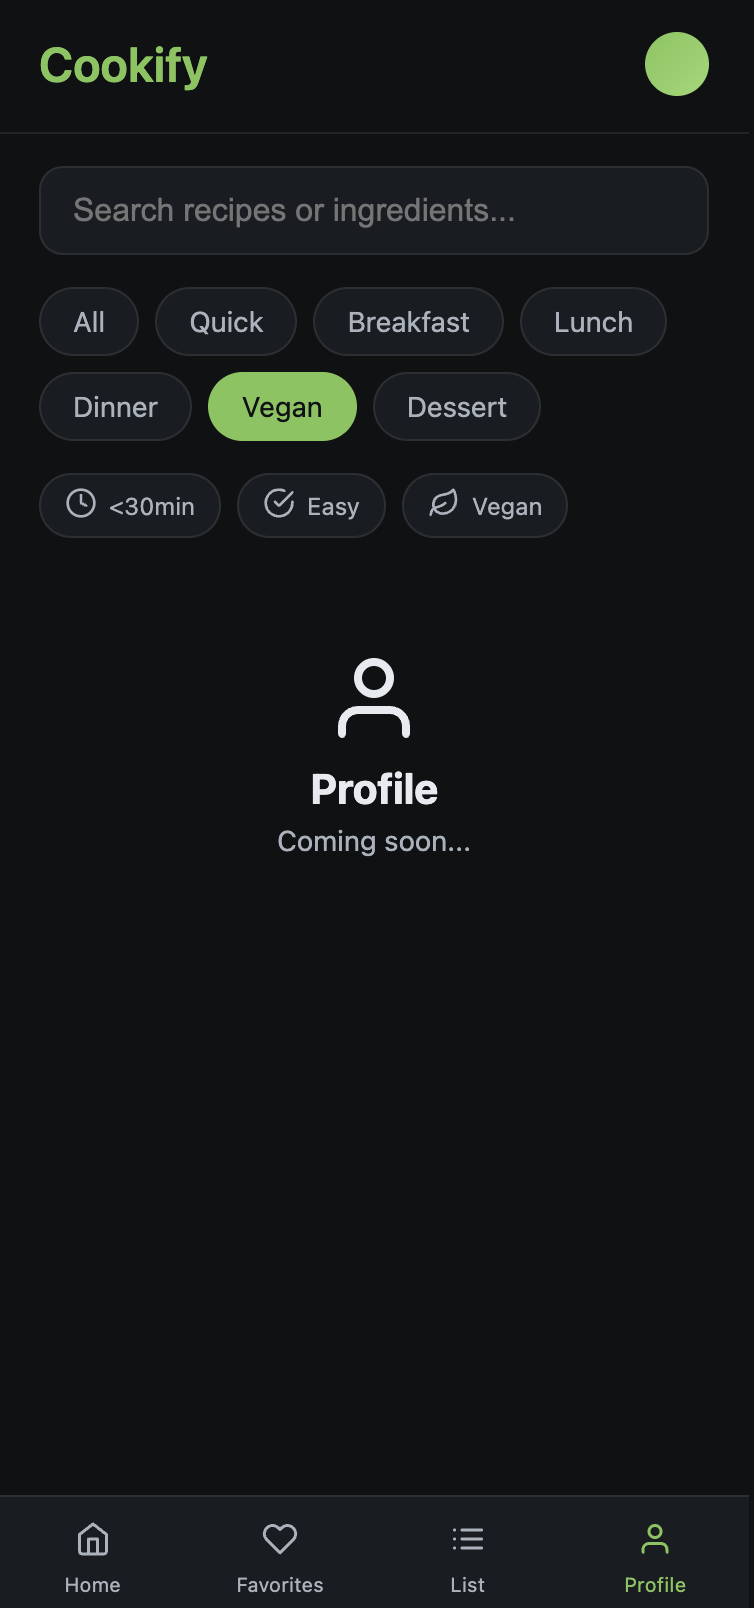 Cookify
Search recipes or ingredients...
All Quick Breakfast Lunch
Dinner Vegan Dessert
<30min Easy Vegan
Profile
Coming soon...
Home Favorites List Profile